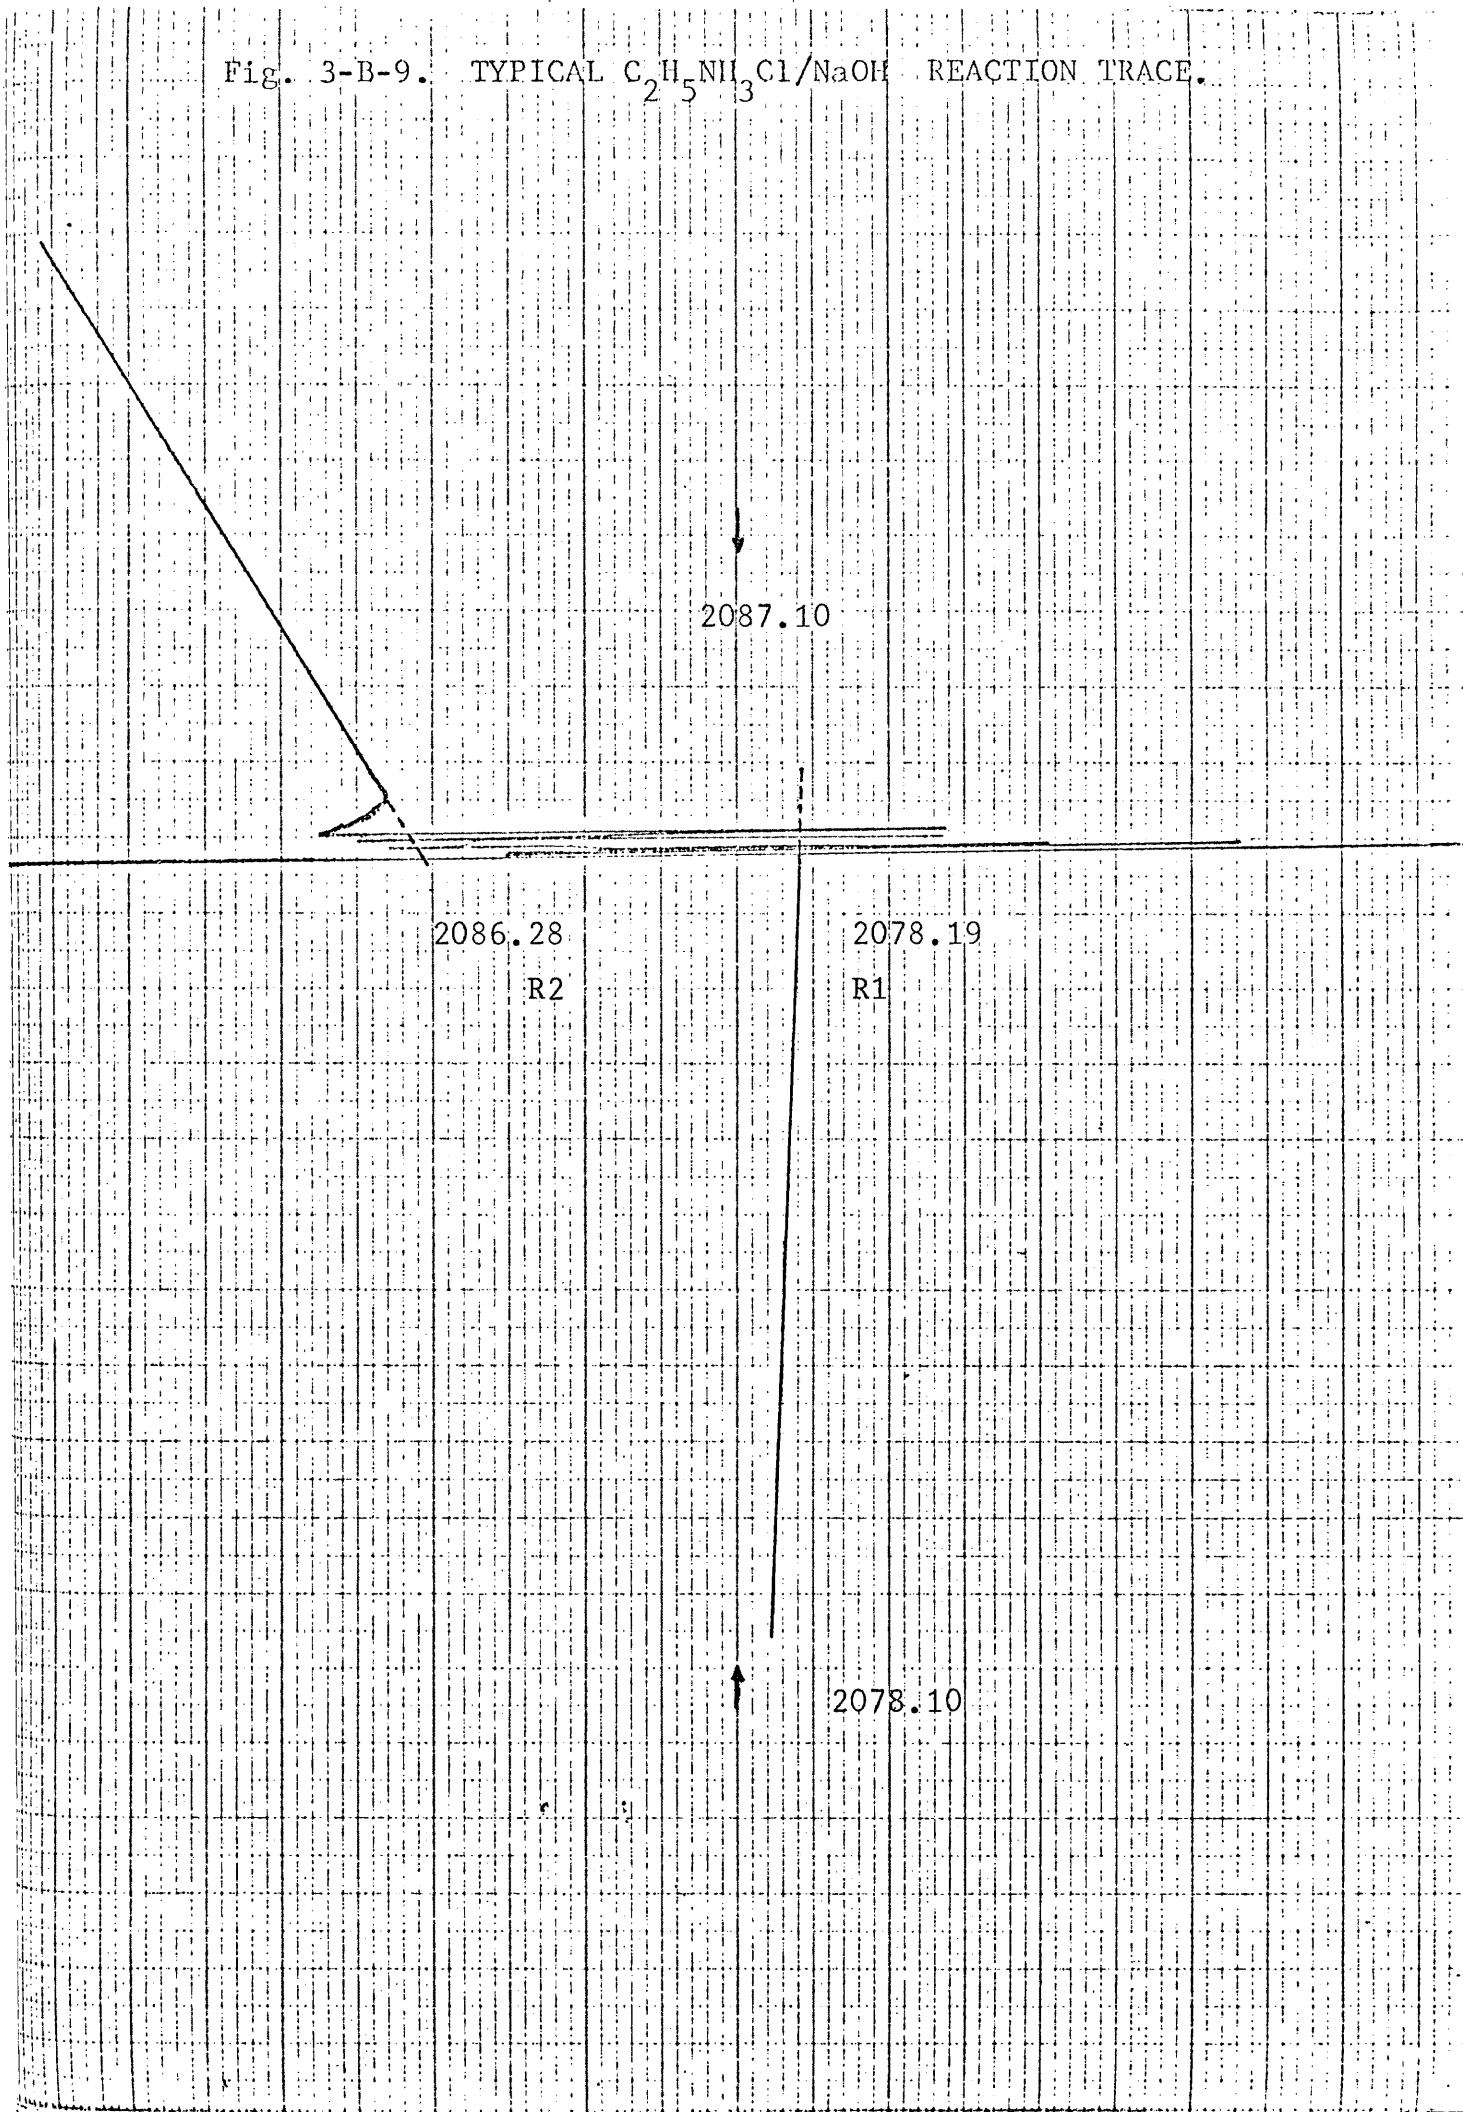 Fig. 3-B-9. TYPICAL C2H5NH3Cl/NaOH REACTION TRACE.
2087.10
2086.28 2078.19
R2 R1
2078.10